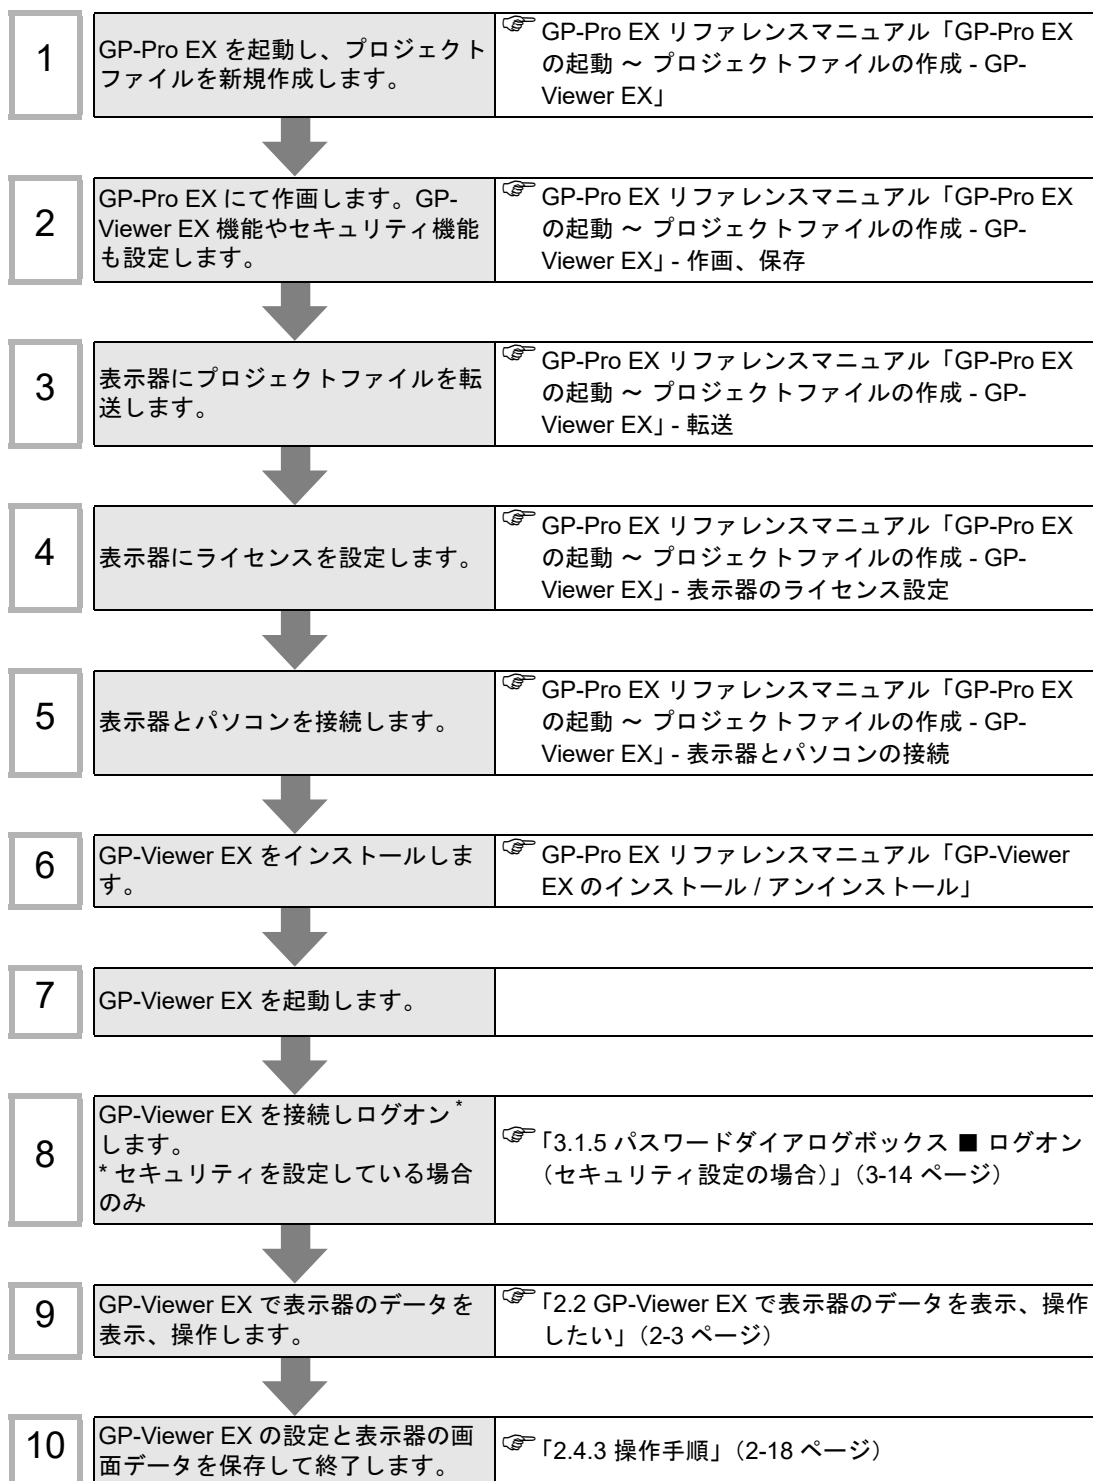 1
GP-Pro EX を起動し、プロジェクト
ファイルを新規作成します。
GP-Pro EX リファレンスマニュアル「GP-Pro EX
の起動 ～ プロジェクトファイルの作成 - GP-
Viewer EX」
2
GP-Pro EX にて作画します。GP-
Viewer EX 機能やセキュリティ機能
も設定します。
GP-Pro EX リファレンスマニュアル「GP-Pro EX
の起動 ～ プロジェクトファイルの作成 - GP-
Viewer EX」- 作画、保存
3
表示器にプロジェクトファイルを転
送します。
GP-Pro EX リファレンスマニュアル「GP-Pro EX
の起動 ～ プロジェクトファイルの作成 - GP-
Viewer EX」- 転送
4
表示器にライセンスを設定します。
GP-Pro EX リファレンスマニュアル「GP-Pro EX
の起動 ～ プロジェクトファイルの作成 - GP-
Viewer EX」- 表示器のライセンス設定
5
表示器とパソコンを接続します。
GP-Pro EX リファレンスマニュアル「GP-Pro EX
の起動 ～ プロジェクトファイルの作成 - GP-
Viewer EX」- 表示器とパソコンの接続
6
GP-Viewer EX をインストールしま
す。
GP-Pro EX リファレンスマニュアル「GP-Viewer
EX のインストール / アンインストール」
7
GP-Viewer EX を起動します。
8
GP-Viewer EX を接続しログオン*
します。
* セキュリティを設定している場合
のみ
「3.1.5 パスワードダイアログボックス ■ ログオン
（セキュリティ設定の場合）」（3-14 ページ）
9
GP-Viewer EX で表示器のデータを
表示、操作します。
「2.2 GP-Viewer EX で表示器のデータを表示、操作
したい」（2-3 ページ）
10
GP-Viewer EX の設定と表示器の画
面データを保存して終了します。
「2.4.3 操作手順」（2-18 ページ）